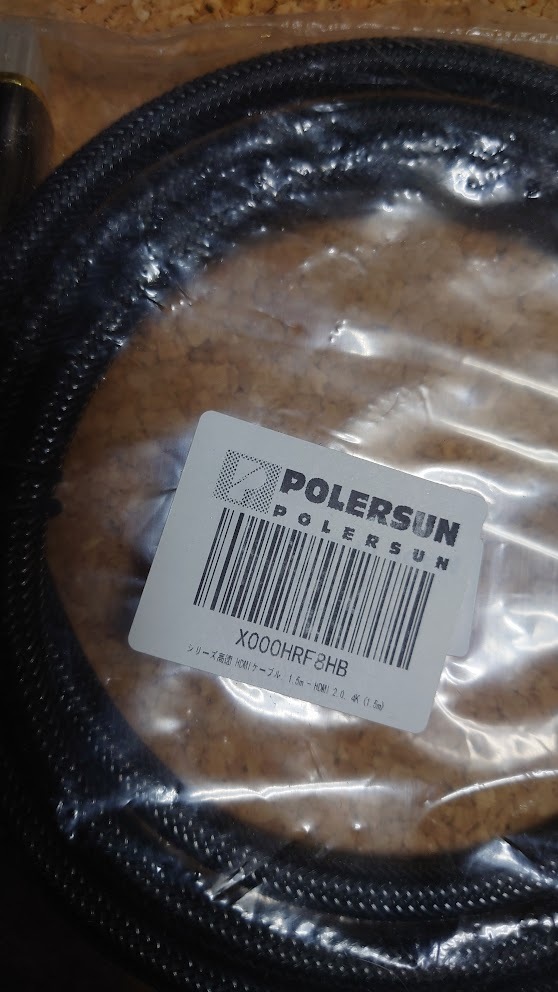 POLERSUN
POLERSUN
X000HRF8HB
シリーズ高速 HDMIケーブル, 1.5m - HDMI 2.0, 4K (1.5m)